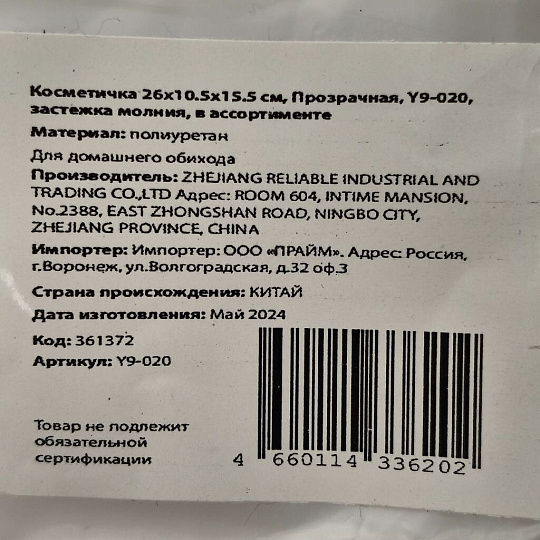 Косметичка 26x10.5x15.5 см, Прозрачная, Y9-020,
застежка молния, в ассортименте
Материал: полиуретан
Для домашнего обихода
Производитель: ZHEJIANG RELIABLE INDUSTRIAL AND
TRADING CO.,LTD Адрес: ROOM 604, INTIME MANSION,
No.2388, EAST ZHONGSHAN ROAD, NINGBO CITY,
ZHEJIANG PROVINCE, CHINA
Импортер: Импортер: ООО «ПРАЙМ». Адрес: Россия,
г.Воронеж, ул.Волгоградская, д.32 оф.3
Страна происхождения: КИТАЙ
Дата изготовления: Май 2024
Код: 361372
Артикул: Y9-020
Товар не подлежит
обязательной
сертификации
4 660114 336202